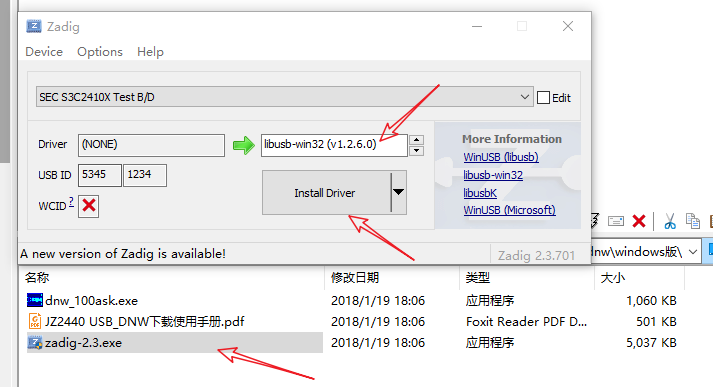 Zadig
Device Options Help
SEC S3C2410X Test B/D Edit
Driver (NONE) libusb-win32 (v1.2.6.0) More Information
WinUSB (libusb)
USB ID 5345 1234 libusb-win32
Install Driver libusbK
WCID ? WinUSB (Microsoft)
A new version of Zadig is available! Zadig 2.3.701
dnw\windows版\
名称 修改日期 类型 大小
dnw_100ask.exe 2018/1/19 18:06 应用程序 1,060 KB
JZ2440 USB_DNW下载使用手册.pdf 2018/1/19 18:06 Foxit Reader PDF D... 501 KB
zadig-2.3.exe 2018/1/19 18:06 应用程序 5,037 KB